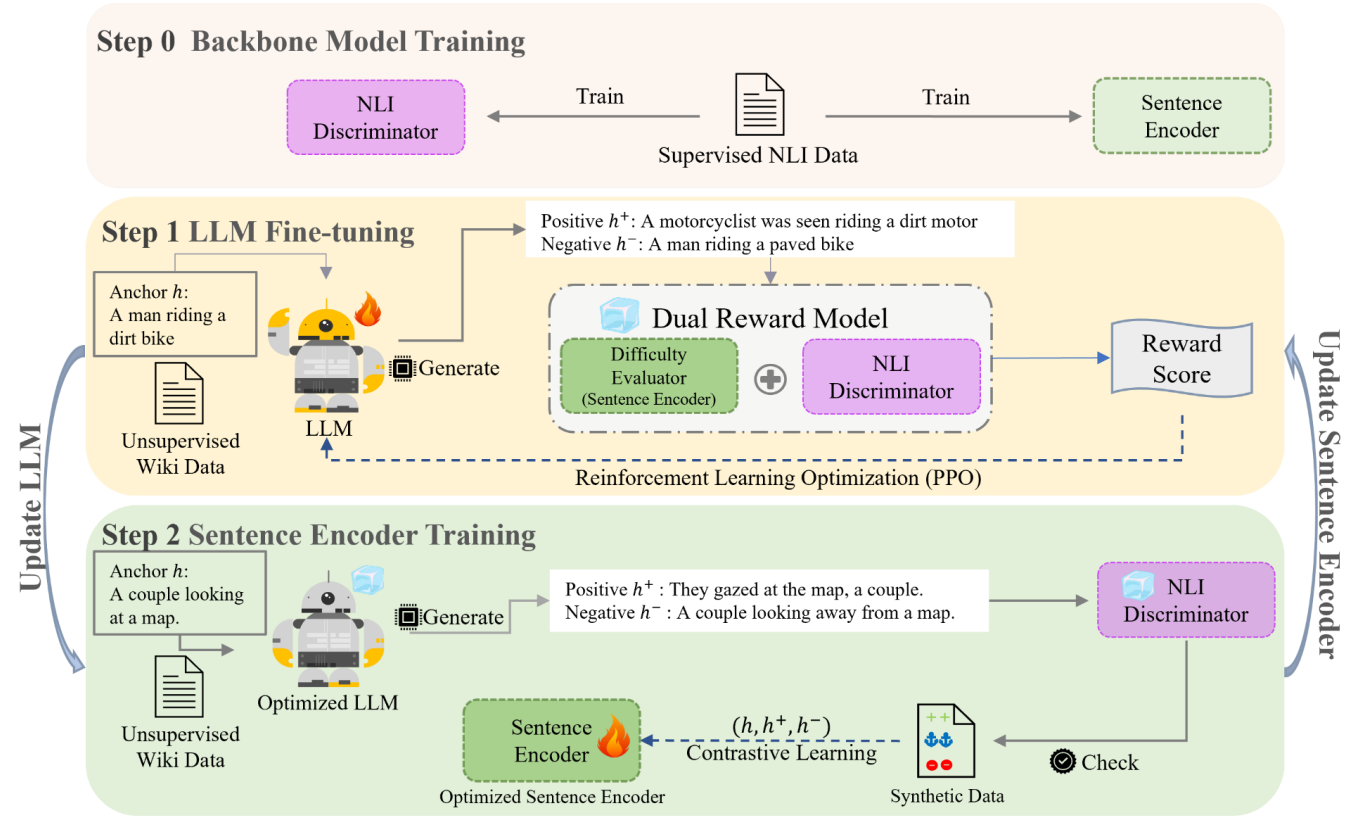 Step 0 Backbone Model Training
NLI
Discriminator
Train
Supervised NLI Data
Train
Sentence
Encoder
Step 1 LLM Fine-tuning
Anchor h:
A man riding a
dirt bike
Unsupervised
Wiki Data
LLM
Generate
Positive h⁺: A motorcyclist was seen riding a dirt motor
Negative h⁻: A man riding a paved bike
Dual Reward Model
Difficulty
Evaluator
(Sentence Encoder)
NLI
Discriminator
Reward
Score
Reinforcement Learning Optimization (PPO)
Update LLM
Update Sentence Encoder
Step 2 Sentence Encoder Training
Anchor h:
A couple looking
at a map.
Unsupervised
Wiki Data
Optimized LLM
Generate
Positive h⁺ : They gazed at the map, a couple.
Negative h⁻ : A couple looking away from a map.
NLI
Discriminator
Check
Synthetic Data
(h, h⁺, h⁻)
Contrastive Learning
Sentence
Encoder
Optimized Sentence Encoder